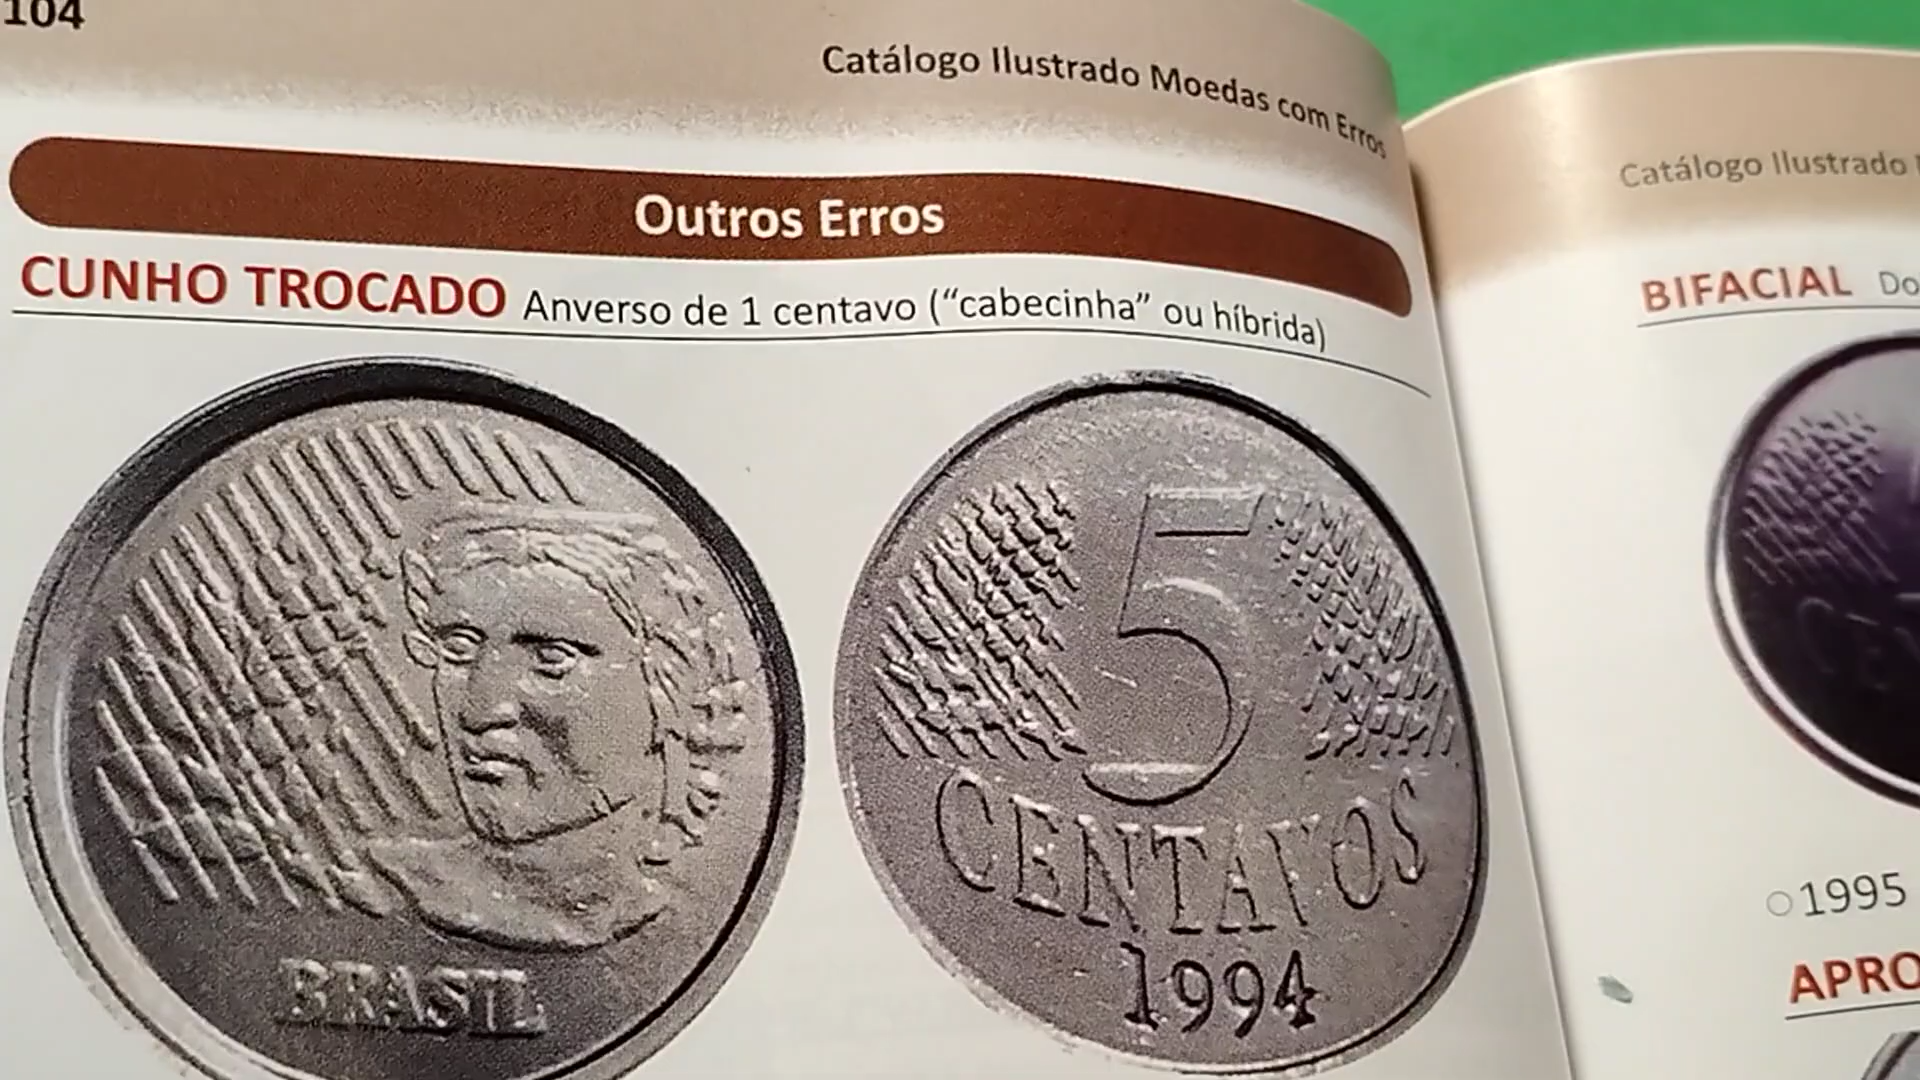 104
Catálogo Ilustrado Moedas com Erros
Outros Erros
CUNHO TROCADO Anverso de 1 centavo (“cabecinha” ou híbrida)
BRASIL
5
CENTAVOS
1994
Catálogo Ilustrado
BIFACIAL
1995